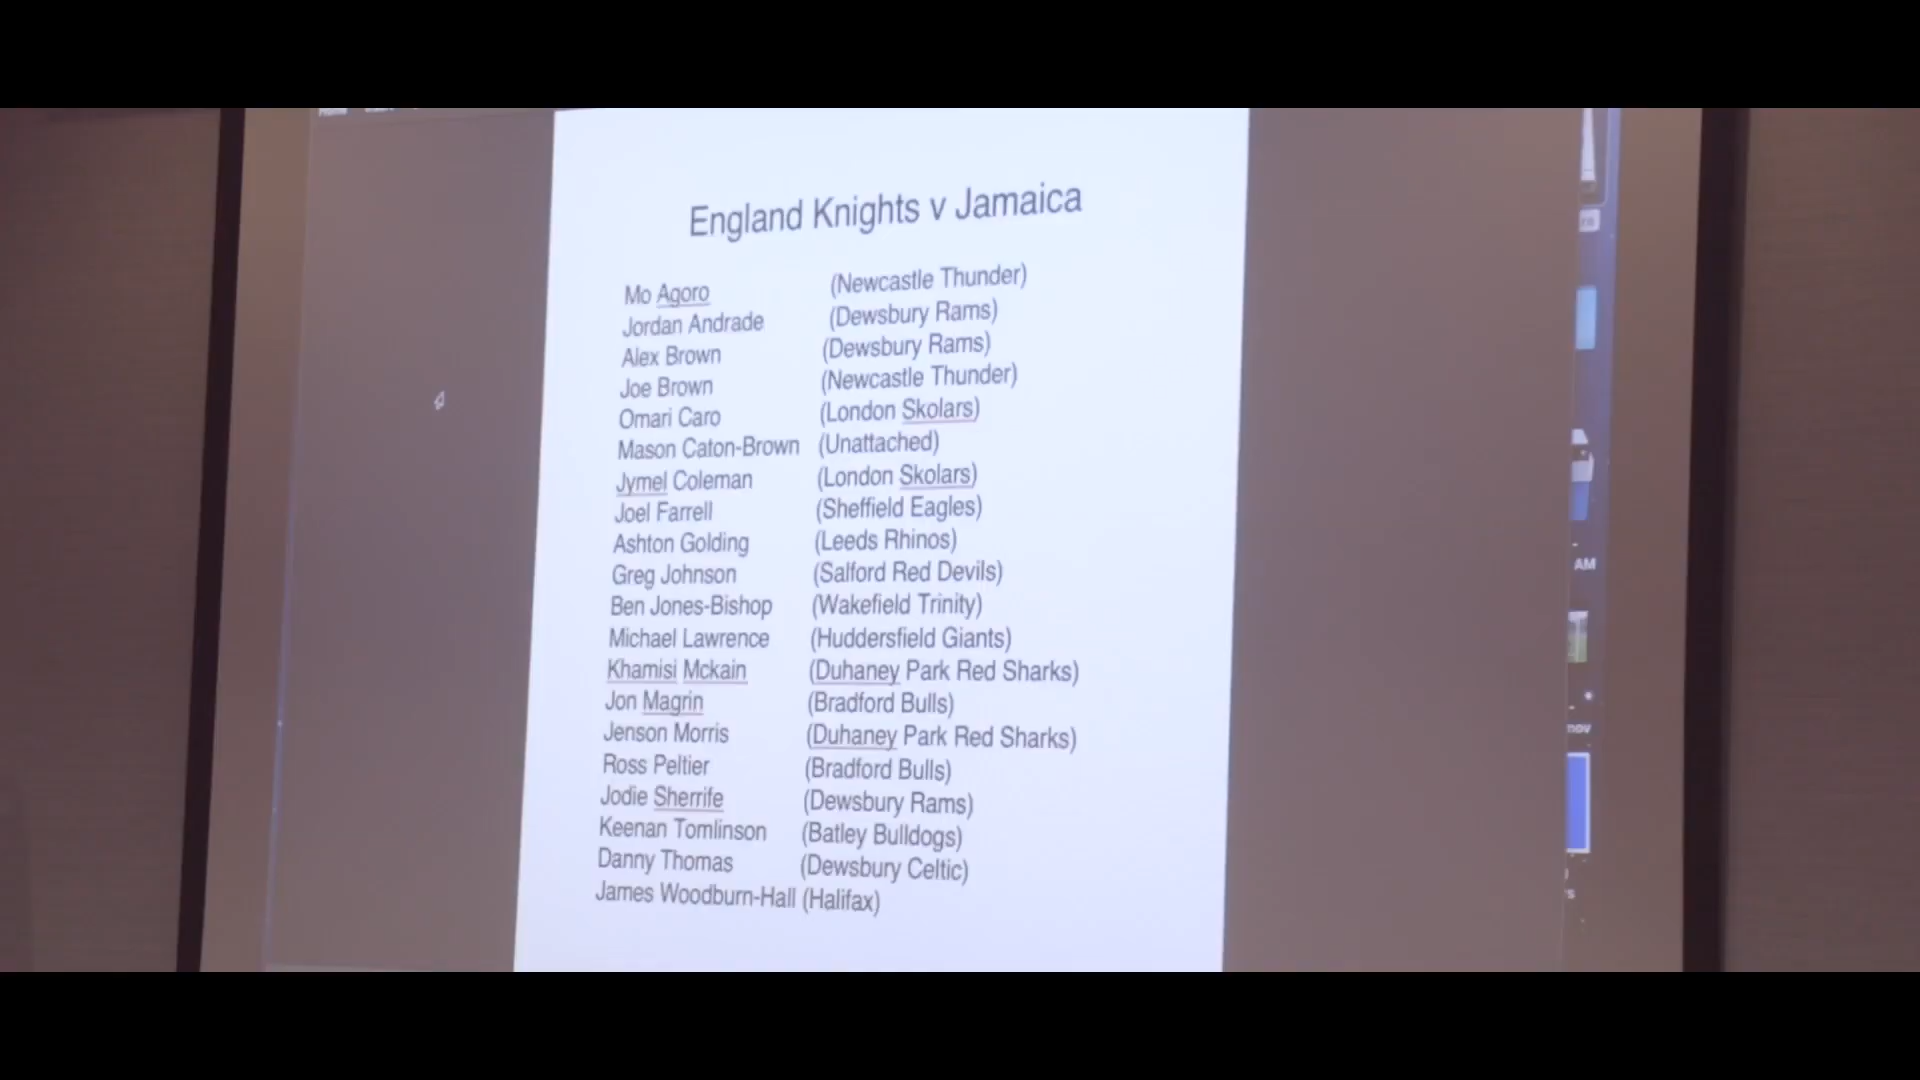 England Knights v Jamaica
Mo Agoro (Newcastle Thunder)
Jordan Andrade (Dewsbury Rams)
Alex Brown (Dewsbury Rams)
Joe Brown (Newcastle Thunder)
Omari Caro (London Skolars)
Mason Caton-Brown (Unattached)
Jymel Coleman (London Skolars)
Joel Farrell (Sheffield Eagles)
Ashton Golding (Leeds Rhinos)
Greg Johnson (Salford Red Devils)
Ben Jones-Bishop (Wakefield Trinity)
Michael Lawrence (Huddersfield Giants)
Khamisi Mckain (Duhaney Park Red Sharks)
Jon Magrin (Bradford Bulls)
Jenson Morris (Duhaney Park Red Sharks)
Ross Peltier (Bradford Bulls)
Jodie Sherrife (Dewsbury Rams)
Keenan Tomlinson (Batley Bulldogs)
Danny Thomas (Dewsbury Celtic)
James Woodburn-Hall (Halifax)
AM